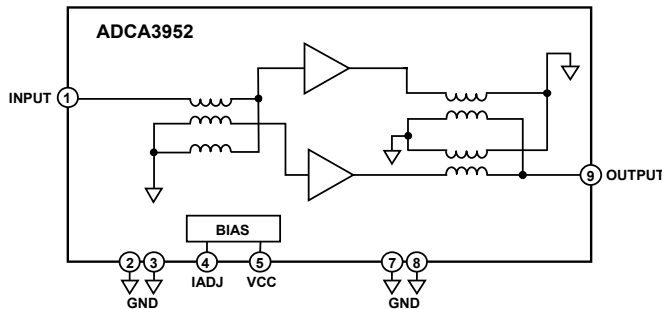 ADCA3952
INPUT 1
9 OUTPUT
BIAS
2 3 4 5 7 8
GND IADJ VCC GND